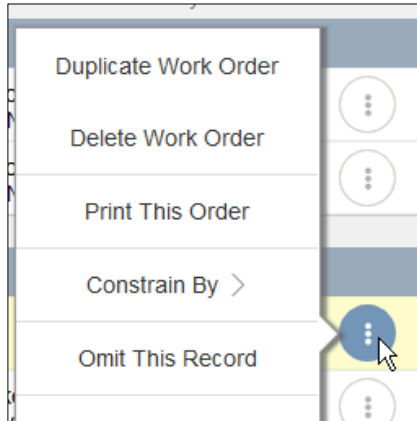 Duplicate Work Order
Delete Work Order
Print This Order
Constrain By
Omit This Record